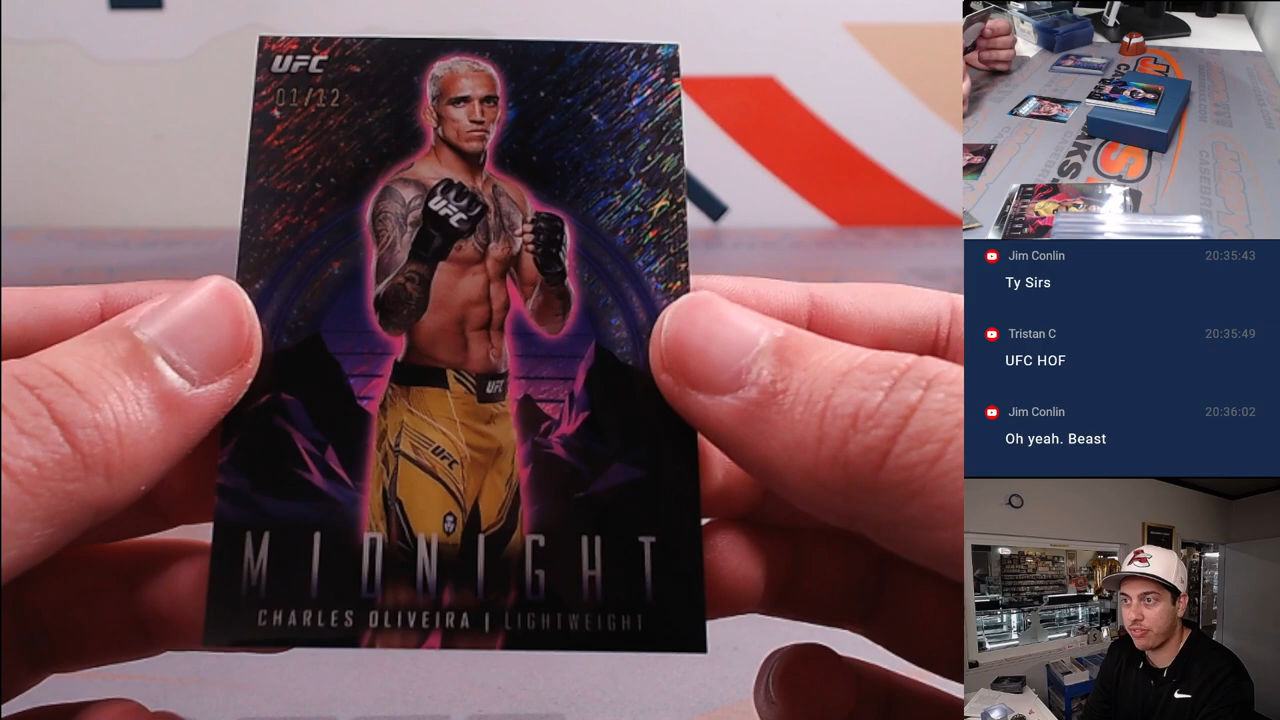 UFC
01/12
UFC
UFC
UFC
MIDNIGHT
CHARLES OLIVEIRA | LIGHTWEIGHT
Jim Conlin 20:35:43
Ty Sirs
Tristan C 20:35:49
UFC HOF
Jim Conlin 20:36:02
Oh yeah. Beast